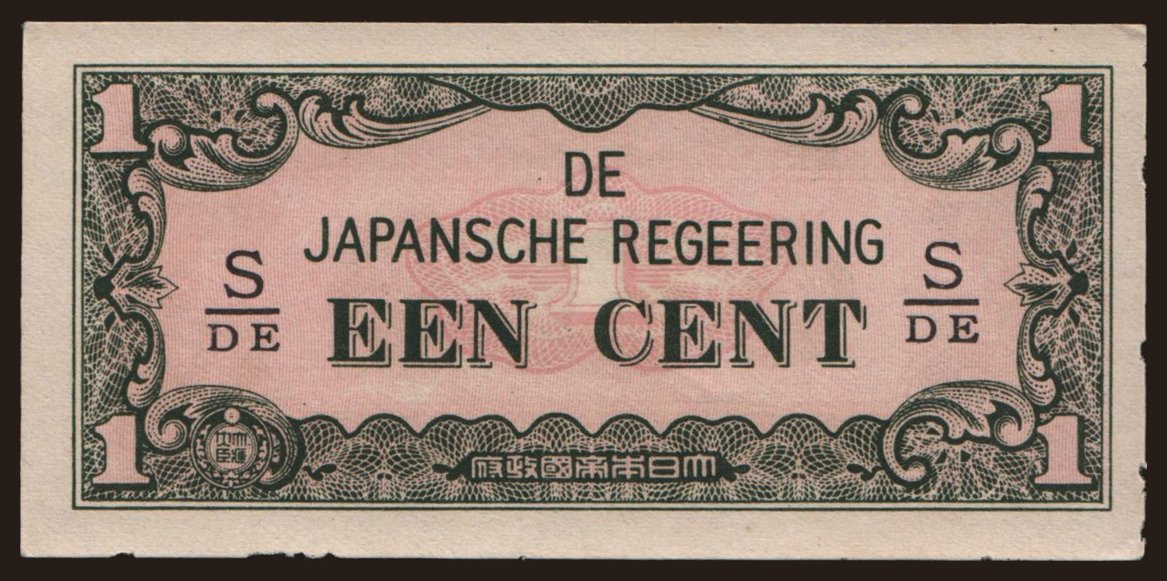 1 1
DE
JAPANSCHE REGEERING
S/DE S/DE
EEN CENT
1 1
府政國帝本日大